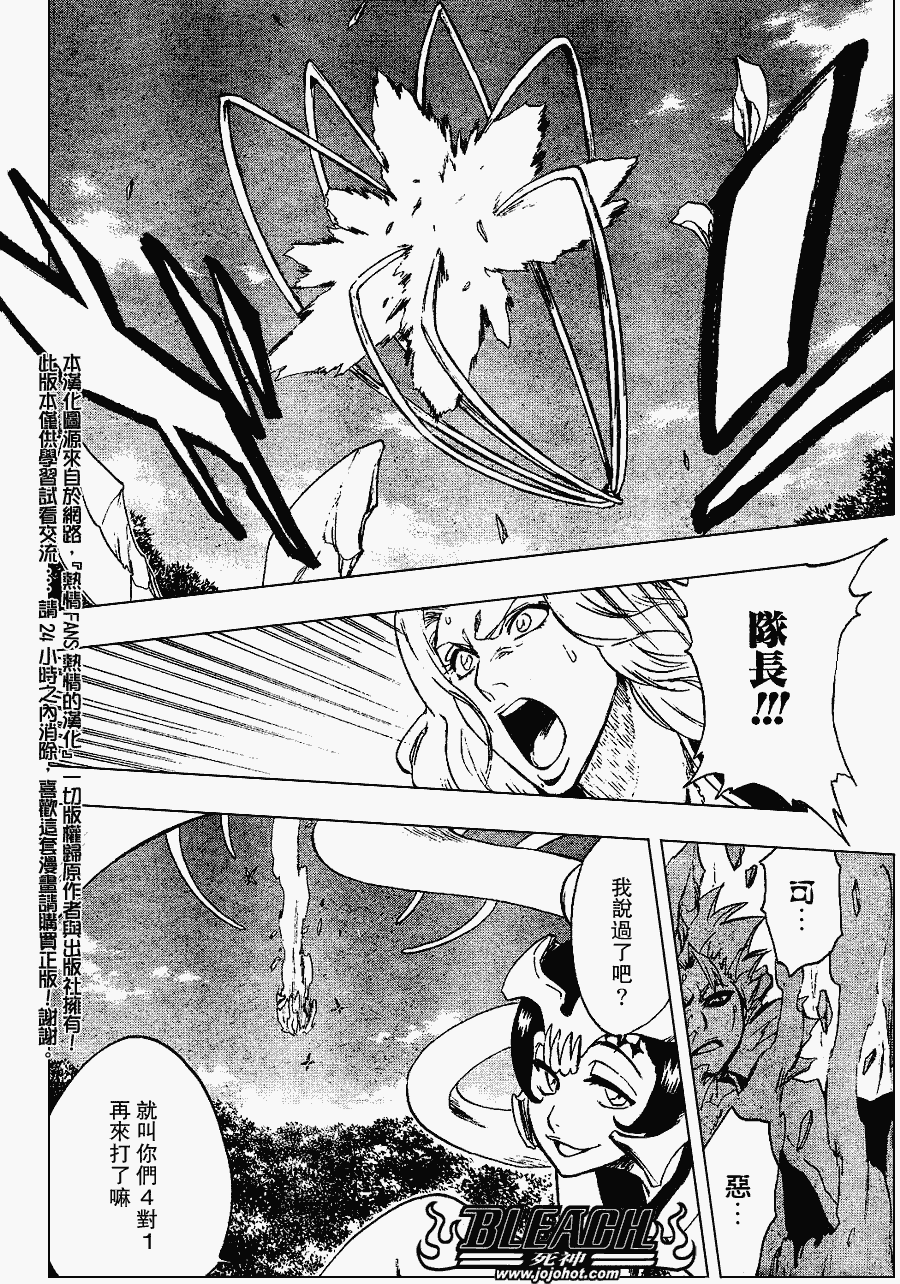 隊長!!!
可…
惡…
我說過了吧?
就叫你們4對1
再來打了嘛
本漢化圖源來自於網路,『熱情FANS熱情的漢化』一切版權歸原作者與出版社擁有!
此版本僅供學習試看交流…請24小時之內消除,喜歡這套漫畫請購買正版!謝謝。
BLEACH
死神
www.jojohot.com